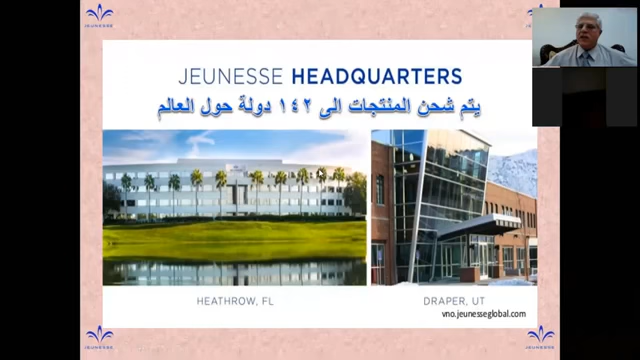 JEUNESSE
JEUNESSE
JEUNESSE HEADQUARTERS
يتم شحن المنتجات الى ١٤٢ دولة حول العالم
HEATHROW, FL
DRAPER, UT
vno.jeunesseglobal.com
JEUNESSE
JEUNESSE